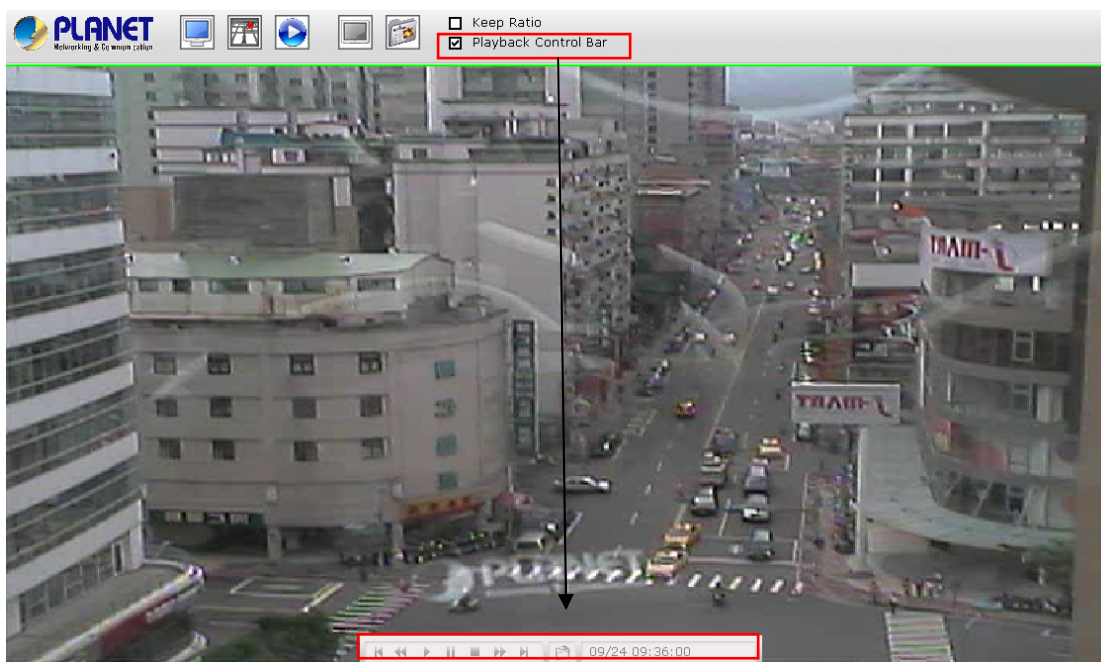 PLANET
Networking & Communication
Keep Ratio
Playback Control Bar
PLANET
09/24 09:36:00